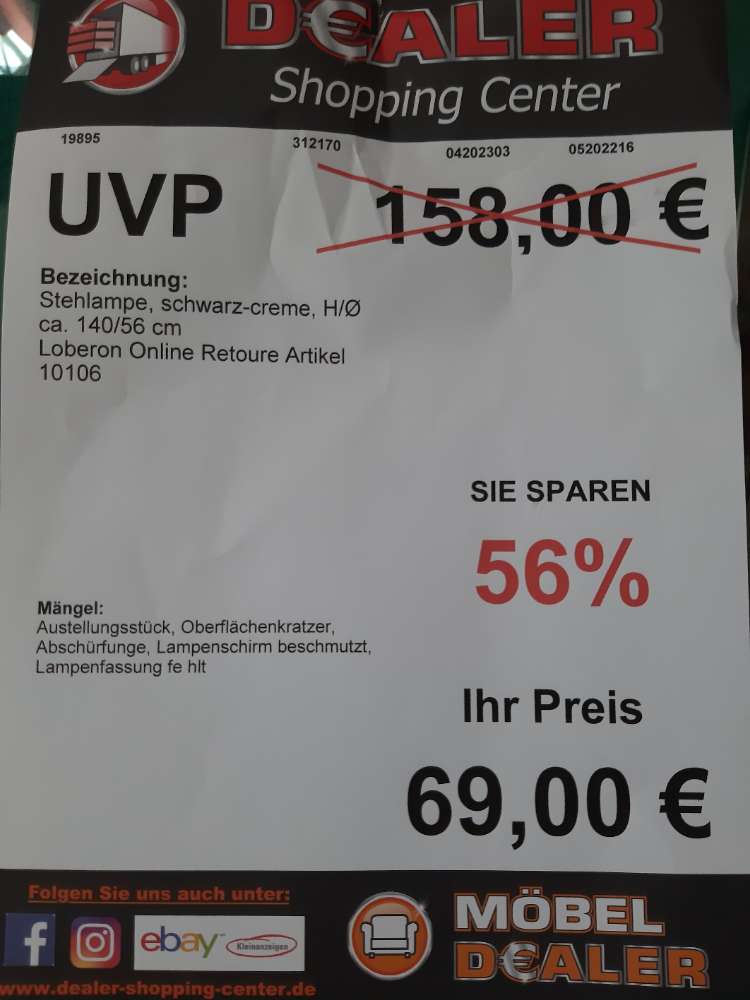 D€ALER
Shopping Center
19895 312170 04202303 05202216
UVP 158,00 €
Bezeichnung:
Stehlampe, schwarz-creme, H/Ø
ca. 140/56 cm
Loberon Online Retoure Artikel
10106
SIE SPAREN
56%
Mängel:
Austellungsstück, Oberflächenkratzer,
Abschürfunge, Lampenschirm beschmutzt,
Lampenfassung fe hlt
Ihr Preis
69,00 €
Folgen Sie uns auch unter:
f ebay Kleinanzeigen
MÖBEL
D€ALER
www.dealer-shopping-center.de